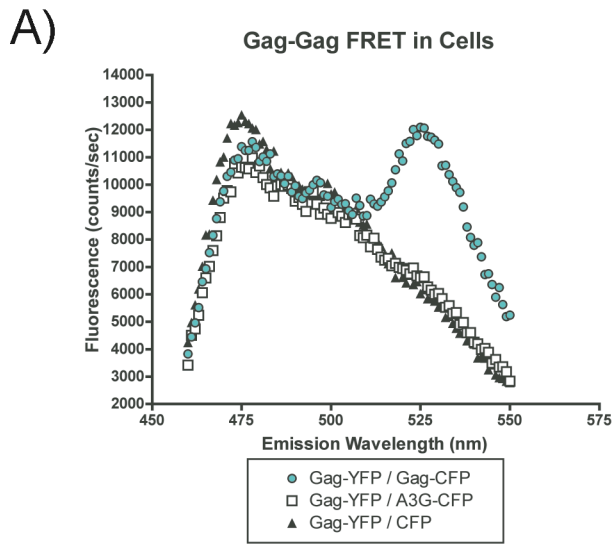 A)
Gag-Gag FRET in Cells
Fluorescence (counts/sec)
14000
13000
12000
11000
10000
9000
8000
7000
6000
5000
4000
3000
2000
450 475 500 525 550 575
Emission Wavelength (nm)
Gag-YFP / Gag-CFP
Gag-YFP / A3G-CFP
Gag-YFP / CFP